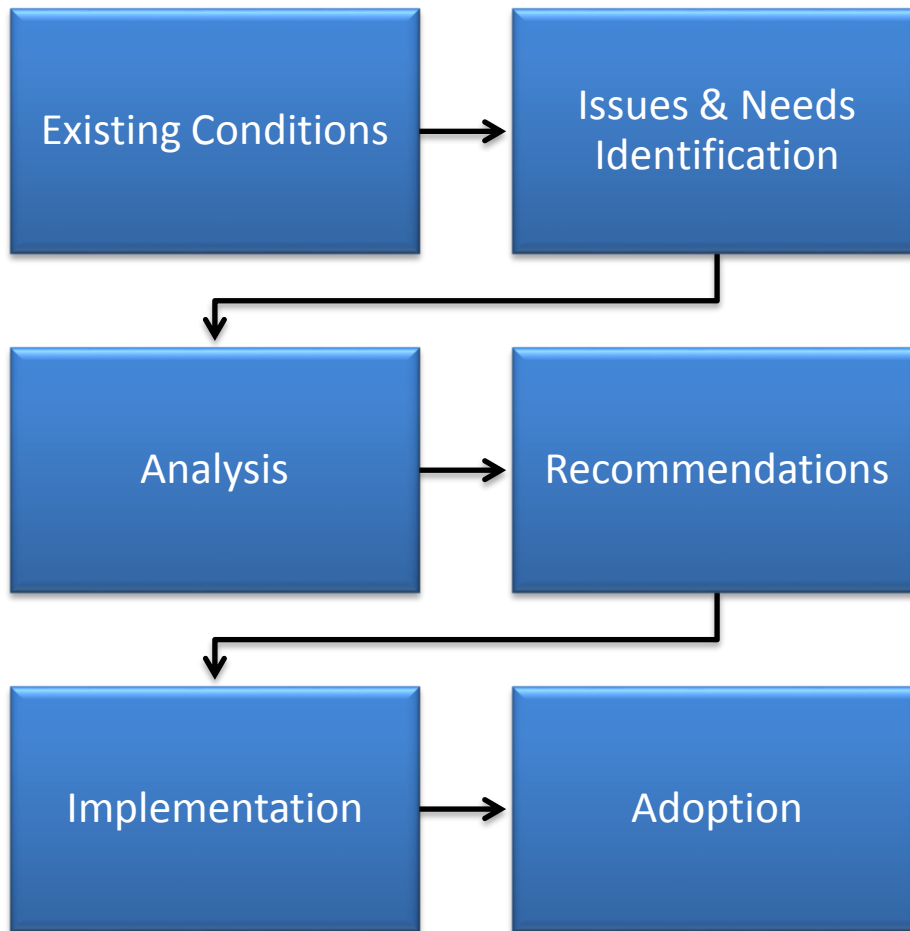 Existing Conditions
Issues & Needs
Identification
Analysis
Recommendations
Implementation
Adoption